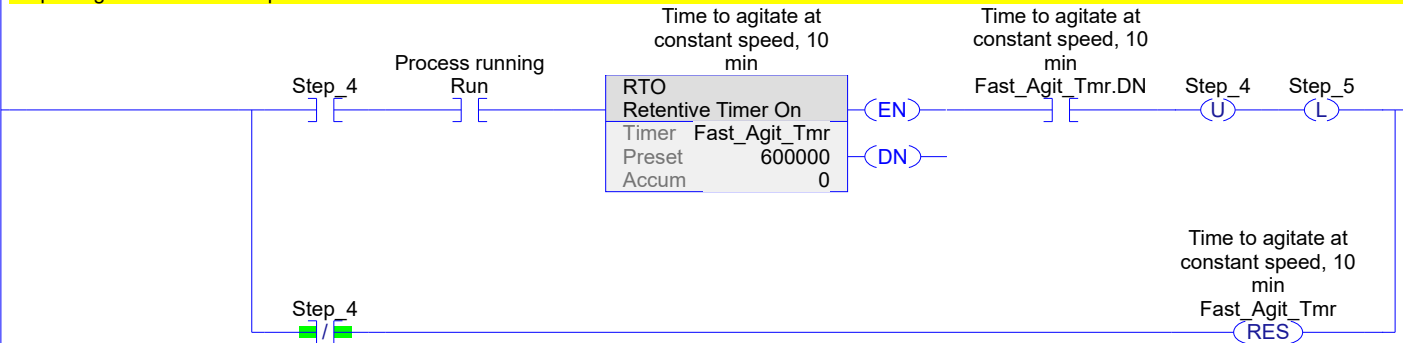 Time to agitate at
constant speed, 10
min
Time to agitate at
constant speed, 10
min
Process running
Step_4
Run
RTO
Retentive Timer On
Timer Fast_Agit_Tmr
Preset 600000
Accum 0
EN
DN
Fast_Agit_Tmr.DN
Step_4
U
Step_5
L
Time to agitate at
constant speed, 10
min
Fast_Agit_Tmr
RES
Step_4
/